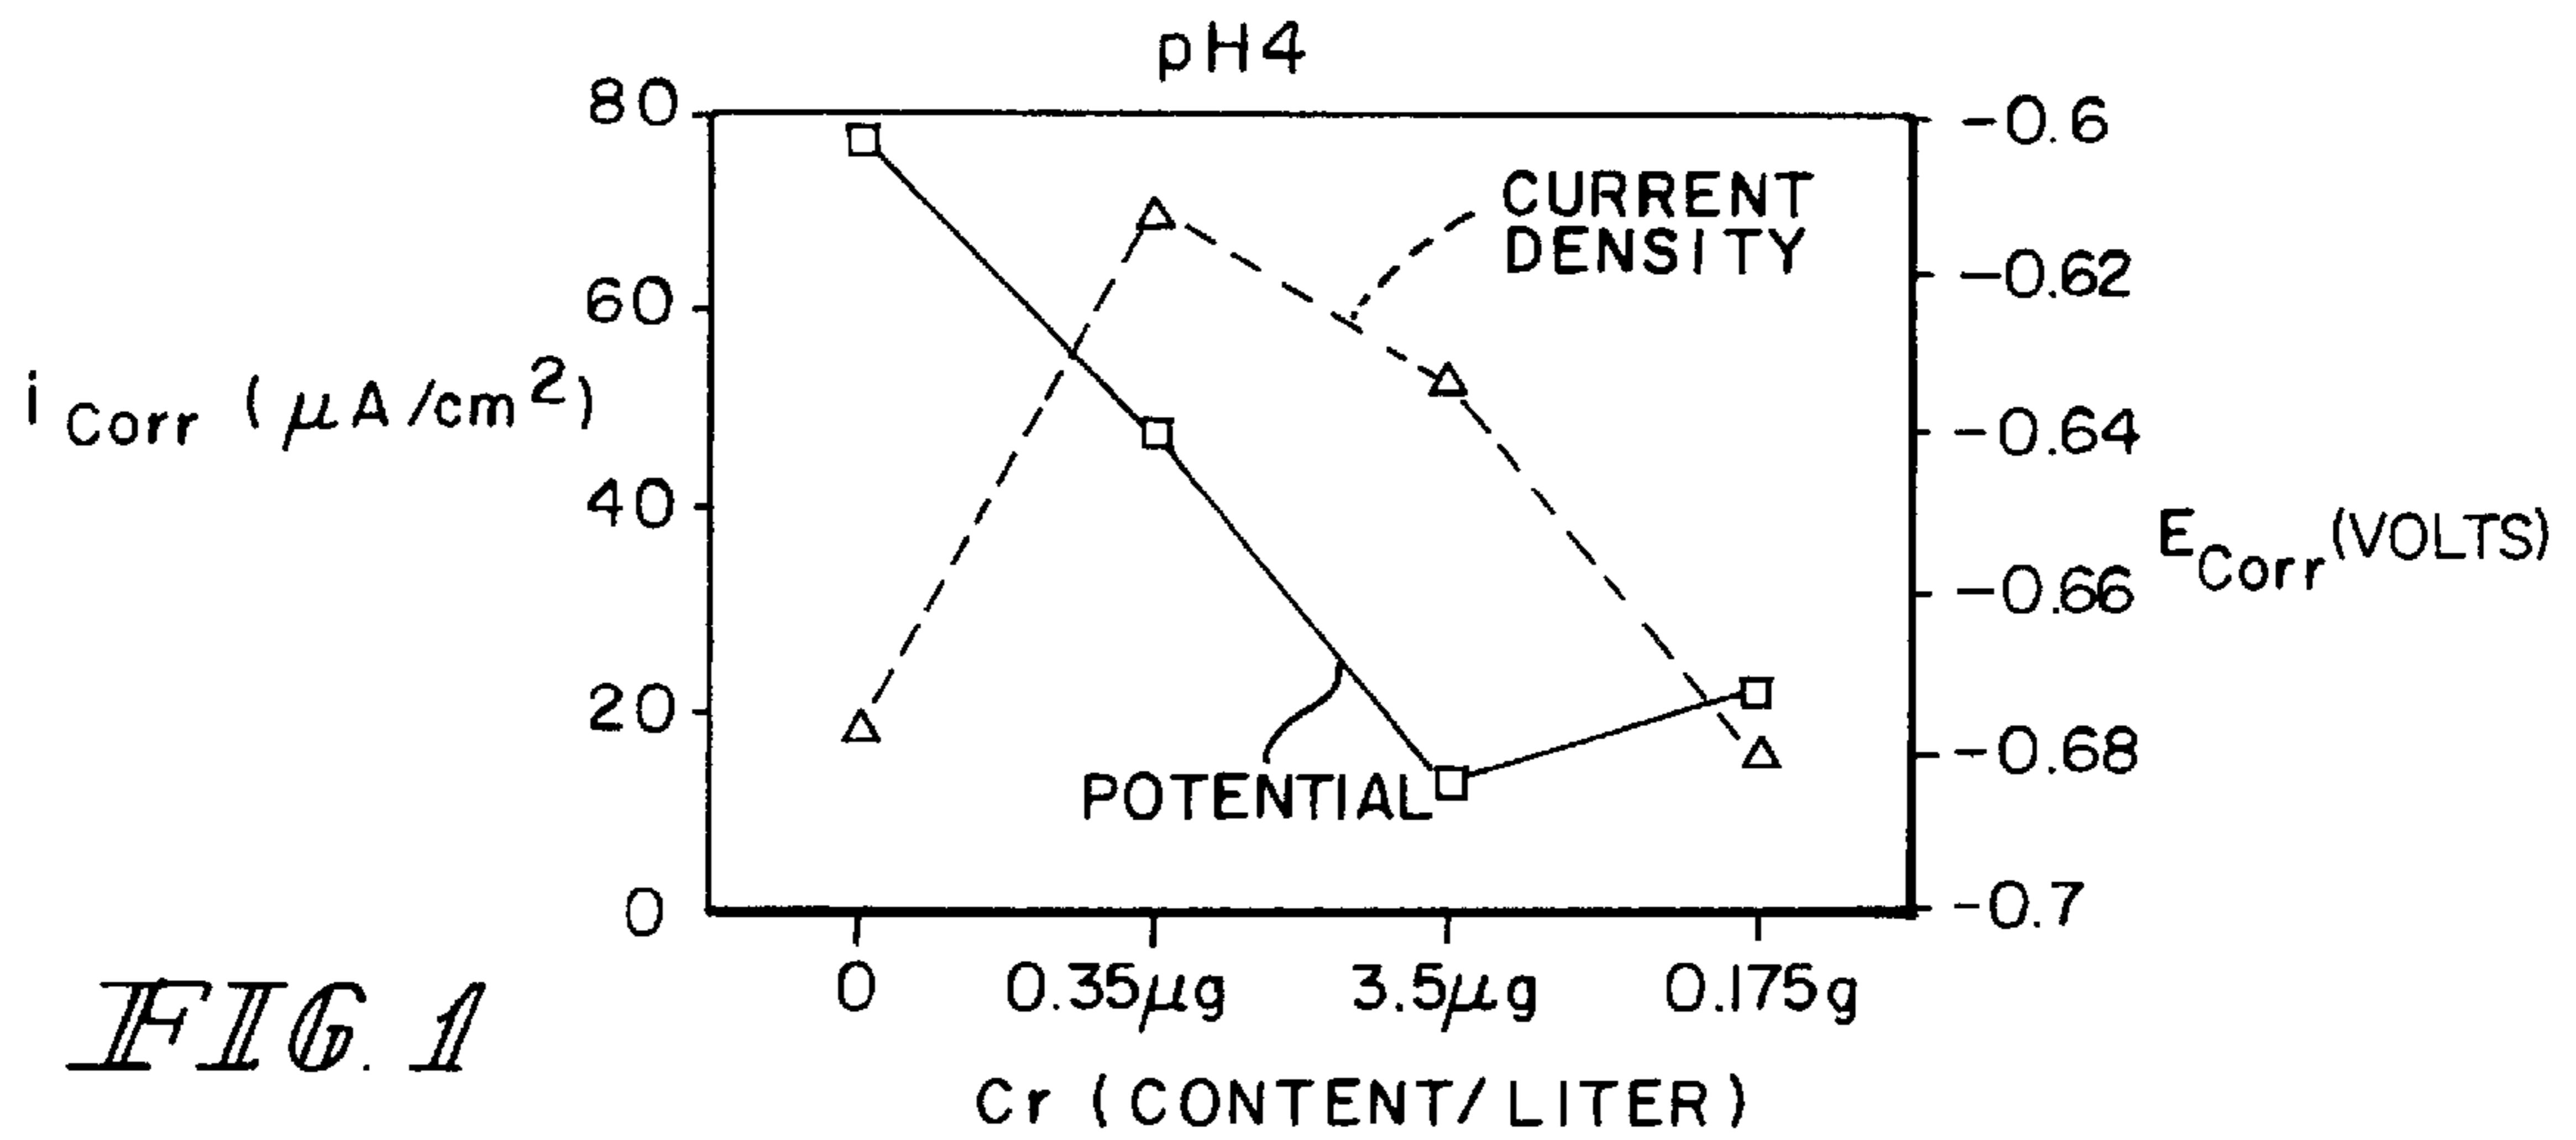 pH4
80
60
40
20
0
i Corr (μA/cm²)
CURRENT
DENSITY
POTENTIAL
-0.6
-0.62
-0.64
-0.66
-0.68
-0.7
E Corr (VOLTS)
0 0.35μg 3.5μg 0.175g
Cr (CONTENT/LITER)
FIG. 1